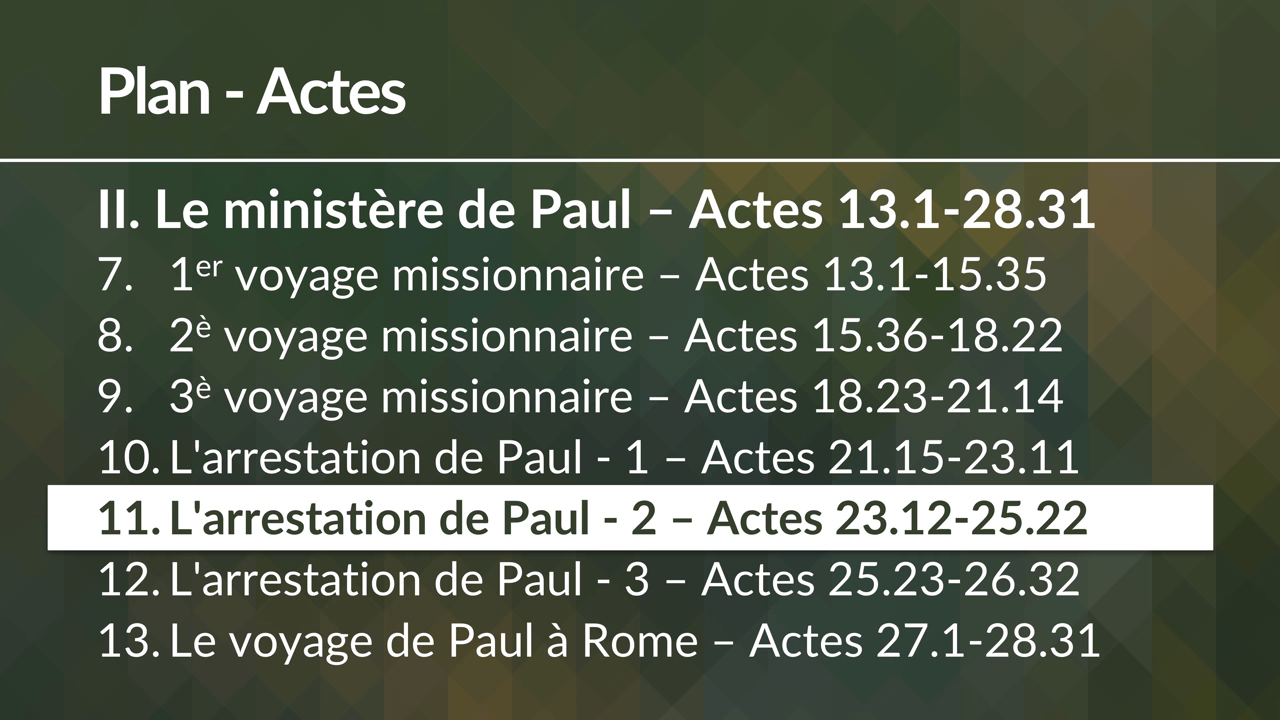 Plan - Actes
II. Le ministère de Paul – Actes 13.1-28.31
7. 1er voyage missionnaire – Actes 13.1-15.35
8. 2è voyage missionnaire – Actes 15.36-18.22
9. 3è voyage missionnaire – Actes 18.23-21.14
10. L'arrestation de Paul - 1 – Actes 21.15-23.11
11. L'arrestation de Paul - 2 – Actes 23.12-25.22
12. L'arrestation de Paul - 3 – Actes 25.23-26.32
13. Le voyage de Paul à Rome – Actes 27.1-28.31